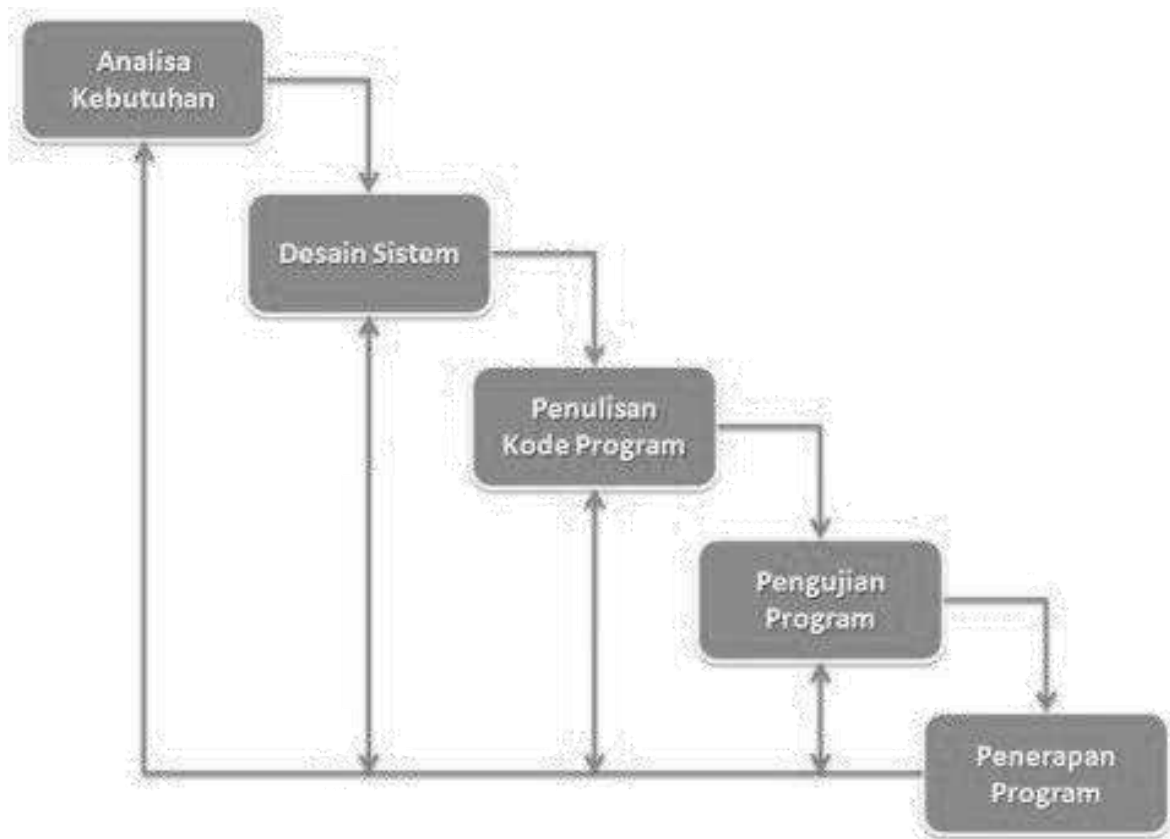 Analisa
Kebutuhan
Desain Sistem
Penulisan
Kode Program
Pengujian
Program
Penerapan
Program